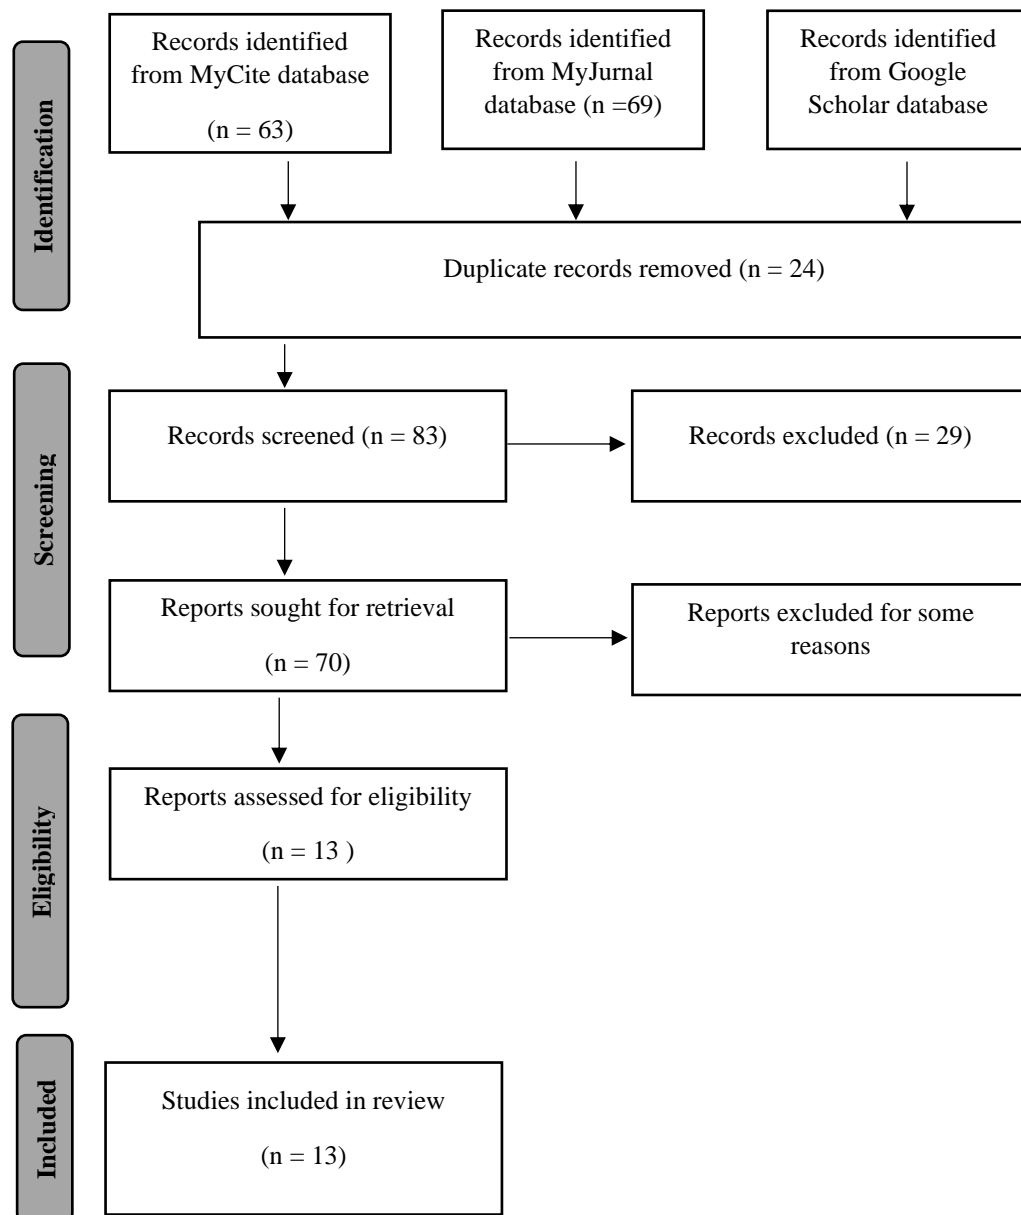 Identification
Records identified
from MyCite database
(n = 63)
Records identified
from MyJurnal
database (n =69)
Records identified
from Google
Scholar database
Duplicate records removed (n = 24)
Screening
Records screened (n = 83)
Records excluded (n = 29)
Reports sought for retrieval
(n = 70)
Reports excluded for some
reasons
Eligibility
Reports assessed for eligibility
(n = 13 )
Included
Studies included in review
(n = 13)